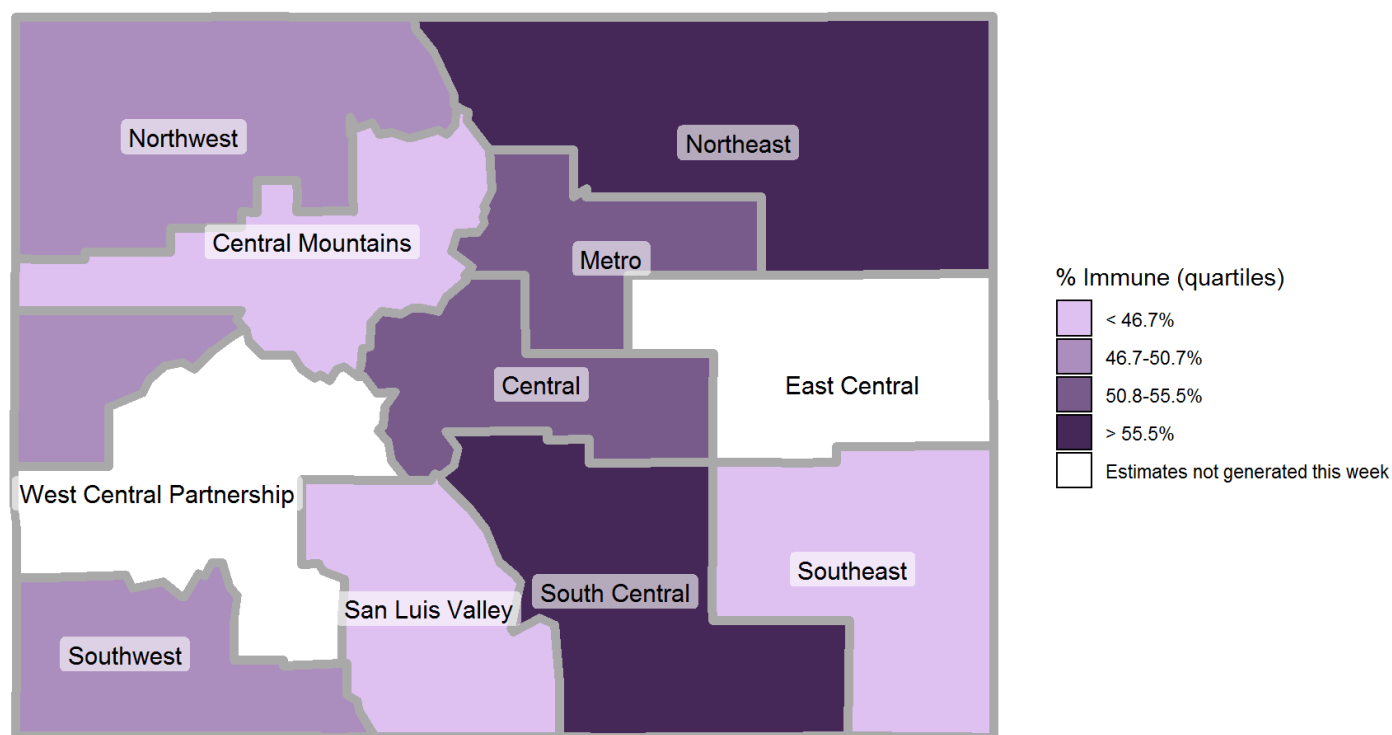 Northwest
Northeast
Central Mountains
Metro
Central
East Central
West Central Partnership
Southeast
San Luis Valley
South Central
Southwest
% Immune (quartiles)
< 46.7%
46.7-50.7%
50.8-55.5%
> 55.5%
Estimates not generated this week